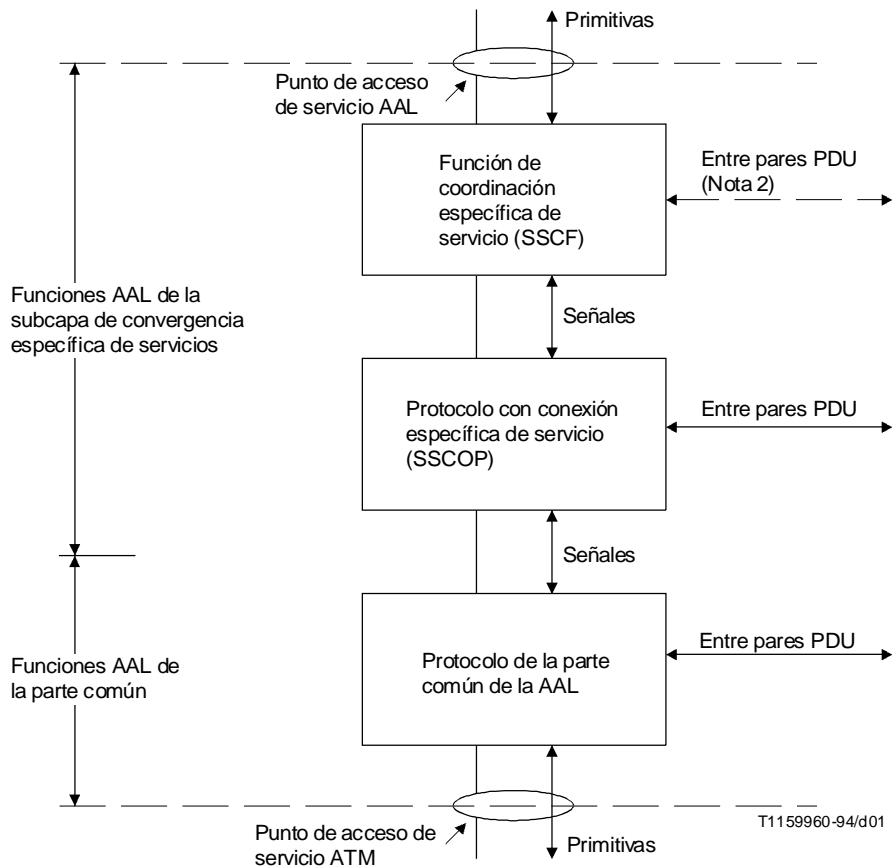 Primitivas
Punto de acceso
de servicio AAL
Función de
coordinación
específica de
servicio (SSCF)
Entre pares PDU
(Nota 2)
Funciones AAL de la
subcapa de convergencia
específica de servicios
Señales
Protocolo con conexión
específica de servicio
(SSCOP)
Entre pares PDU
Señales
Funciones AAL de
la parte común
Protocolo de la parte
común de la AAL
Entre pares PDU
T1159960-94/d01
Punto de acceso de
servicio ATM
Primitivas